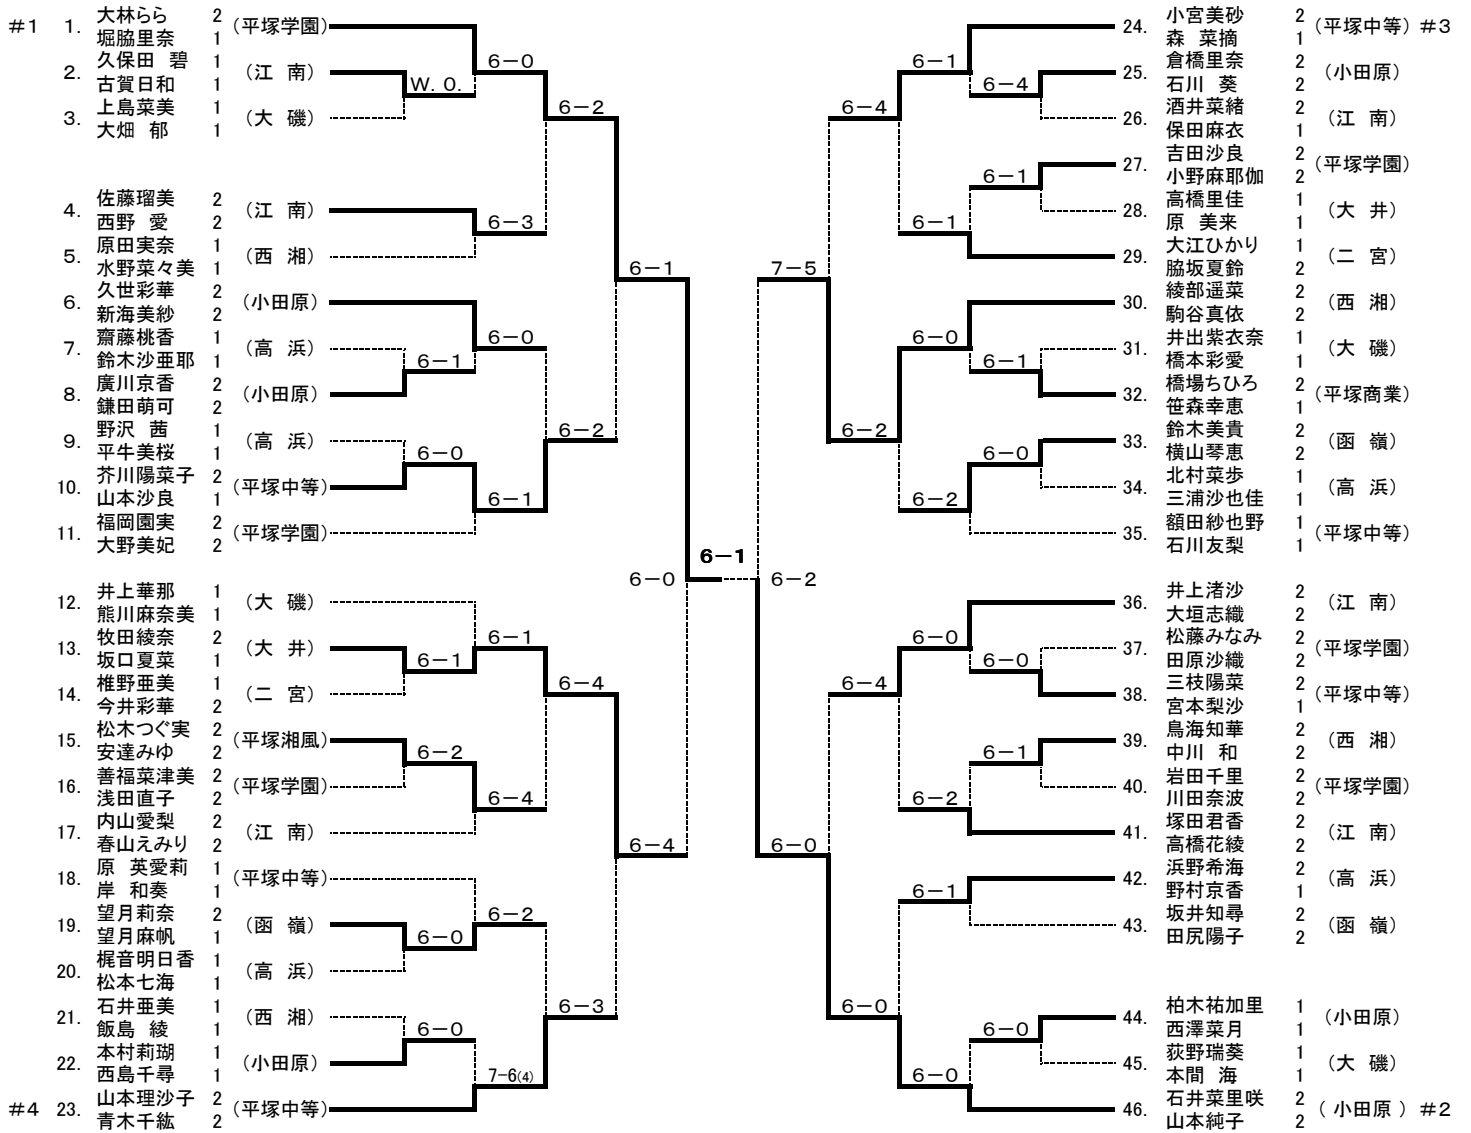 #1 1. 大林らら 2 (平塚学園)
堀脇里奈 1
6-0
2. 久保田 碧 1 (江 南)
古賀日和 1
W.O.
3. 上島菜美 1 (大 磯)
大畑 郁 1
6-2
4. 佐藤瑠美 2 (江 南)
西野 愛 2
6-3
5. 原田実奈 1 (西 湘)
水野菜々美 1
6-1
6. 久世彩華 2 (小田原)
新海美紗 2
6-0
7. 齋藤桃香 1 (高 浜)
鈴木沙亜耶 1
6-1
8. 廣川京香 2 (小田原)
鎌田萌可 2
6-2
9. 野沢 茜 1 (高 浜)
平牛美桜 1
6-0
10. 芥川陽菜子 2 (平塚中等)
山本沙良 1
6-1
11. 福岡園実 2 (平塚学園)
大野美妃 2
6-0
12. 井上華那 1 (大 磯)
熊川麻奈美 1
6-1
13. 牧田綾奈 2 (大 井)
坂口夏菜 1
6-1
14. 椎野亜美 1 (二 宮)
今井彩華 2
6-4
15. 松木つぐ実 2 (平塚湘風)
安達みゆ 2
6-2
16. 善福菜津美 2 (平塚学園)
浅田直子 2
6-4
17. 内山愛梨 2 (江 南)
春山えみり 2
6-4
18. 原 英愛莉 1 (平塚中等)
岸 和奏 1
6-2
19. 望月莉奈 2 (函 嶺)
望月麻帆 1
6-0
20. 梶音明日香 1 (高 浜)
松本七海 1
6-3
21. 石井亜美 1 (西 湘)
飯島 綾 1
6-0
22. 本村莉瑚 1 (小田原)
西島千尋 1
7-6(4)
#4 23. 山本理沙子 2 (平塚中等)
青木千紘 2
6-1
24. 小宮美砂 2 (平塚中等) #3
森 菜摘 1
6-1
25. 倉橋里奈 2 (小田原)
石川 葵 2
6-4
26. 酒井菜緒 2 (江 南)
保田麻衣 1
6-4
27. 吉田沙良 2 (平塚学園)
小野麻耶伽 2
6-1
28. 高橋里佳 1 (大 井)
原 美来 1
6-1
29. 大江ひかり 1 (二 宮)
脇坂夏鈴 2
7-5
30. 綾部遥菜 2 (西 湘)
駒谷真依 2
6-0
31. 井出紫衣奈 1 (大 磯)
橋本彩愛 1
6-1
32. 橋場ちひろ 2 (平塚商業)
笹森幸恵 1
6-2
33. 鈴木美貴 2 (函 嶺)
横山琴恵 2
6-0
34. 北村菜歩 1 (高 浜)
三浦沙也佳 1
6-2
35. 額田紗也野 1 (平塚中等)
石川友梨 1
6-2
36. 井上渚沙 2 (江 南)
大垣志織 2
6-0
37. 松藤みなみ 2 (平塚学園)
田原沙織 2
6-0
38. 三枝陽菜 2 (平塚中等)
宮本梨沙 1
6-4
39. 鳥海知華 2 (西 湘)
中川 和 2
6-1
40. 岩田千里 2 (平塚学園)
川田奈波 2
6-2
41. 塚田君香 2 (江 南)
高橋花綾 2
6-0
42. 浜野希海 2 (高 浜)
野村京香 1
6-1
43. 坂井知尋 2 (函 嶺)
田尻陽子 2
6-0
44. 柏木祐加里 1 (小田原)
西澤菜月 1
6-0
45. 荻野瑞葵 1 (大 磯)
本間 海 1
6-0
46. 石井菜里咲 2 (小田原) #2
山本純子 2